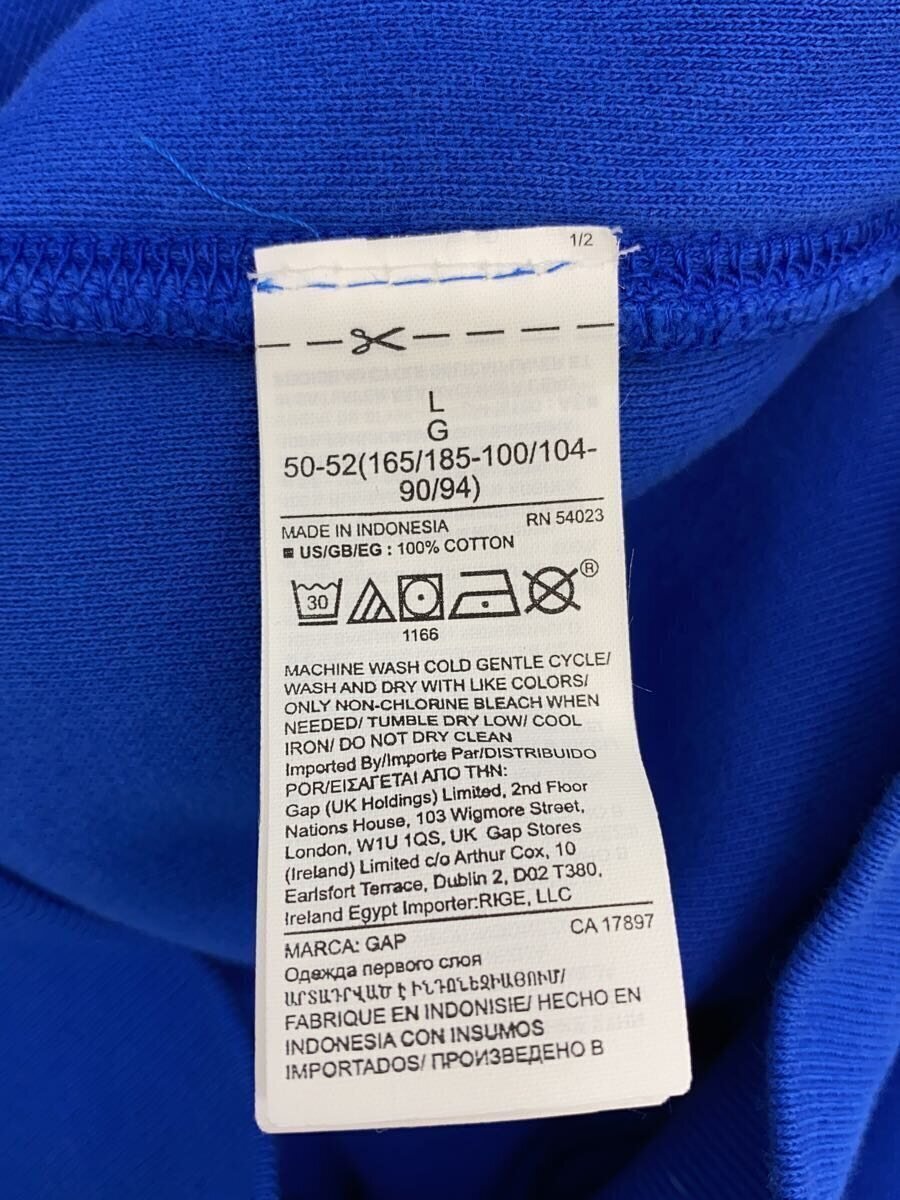 1/2
L
G
50-52(165/185-100/104-
90/94)
MADE IN INDONESIA RN 54023
US/GB/EG : 100% COTTON
30 ®
1166
MACHINE WASH COLD GENTLE CYCLE/
WASH AND DRY WITH LIKE COLORS/
ONLY NON-CHLORINE BLEACH WHEN
NEEDED/ TUMBLE DRY LOW/ COOL
IRON/ DO NOT DRY CLEAN
Imported By/Importe Par/DISTRIBUIDO
POR/ΕΙΣΑΓΕΤΑΙ ΑΠΟ ΤΗΝ:
Gap (UK Holdings) Limited, 2nd Floor
Nations House, 103 Wigmore Street,
London, W1U 1QS, UK Gap Stores
(Ireland) Limited c/o Arthur Cox, 10
Earlsfort Terrace, Dublin 2, D02 T380,
Ireland Egypt Importer:RIGE, LLC
MARCA: GAP CA 17897
Одежда первого слоя
ԱՐՏԱԴՐՎԱԾ Է ԻՆԴՈՆԵԶԻԱՅՈՒՄ/
FABRIQUE EN INDONISIE/ HECHO EN
INDONESIA CON INSUMOS
IMPORTADOS/ ПРОИЗВЕДЕНО В